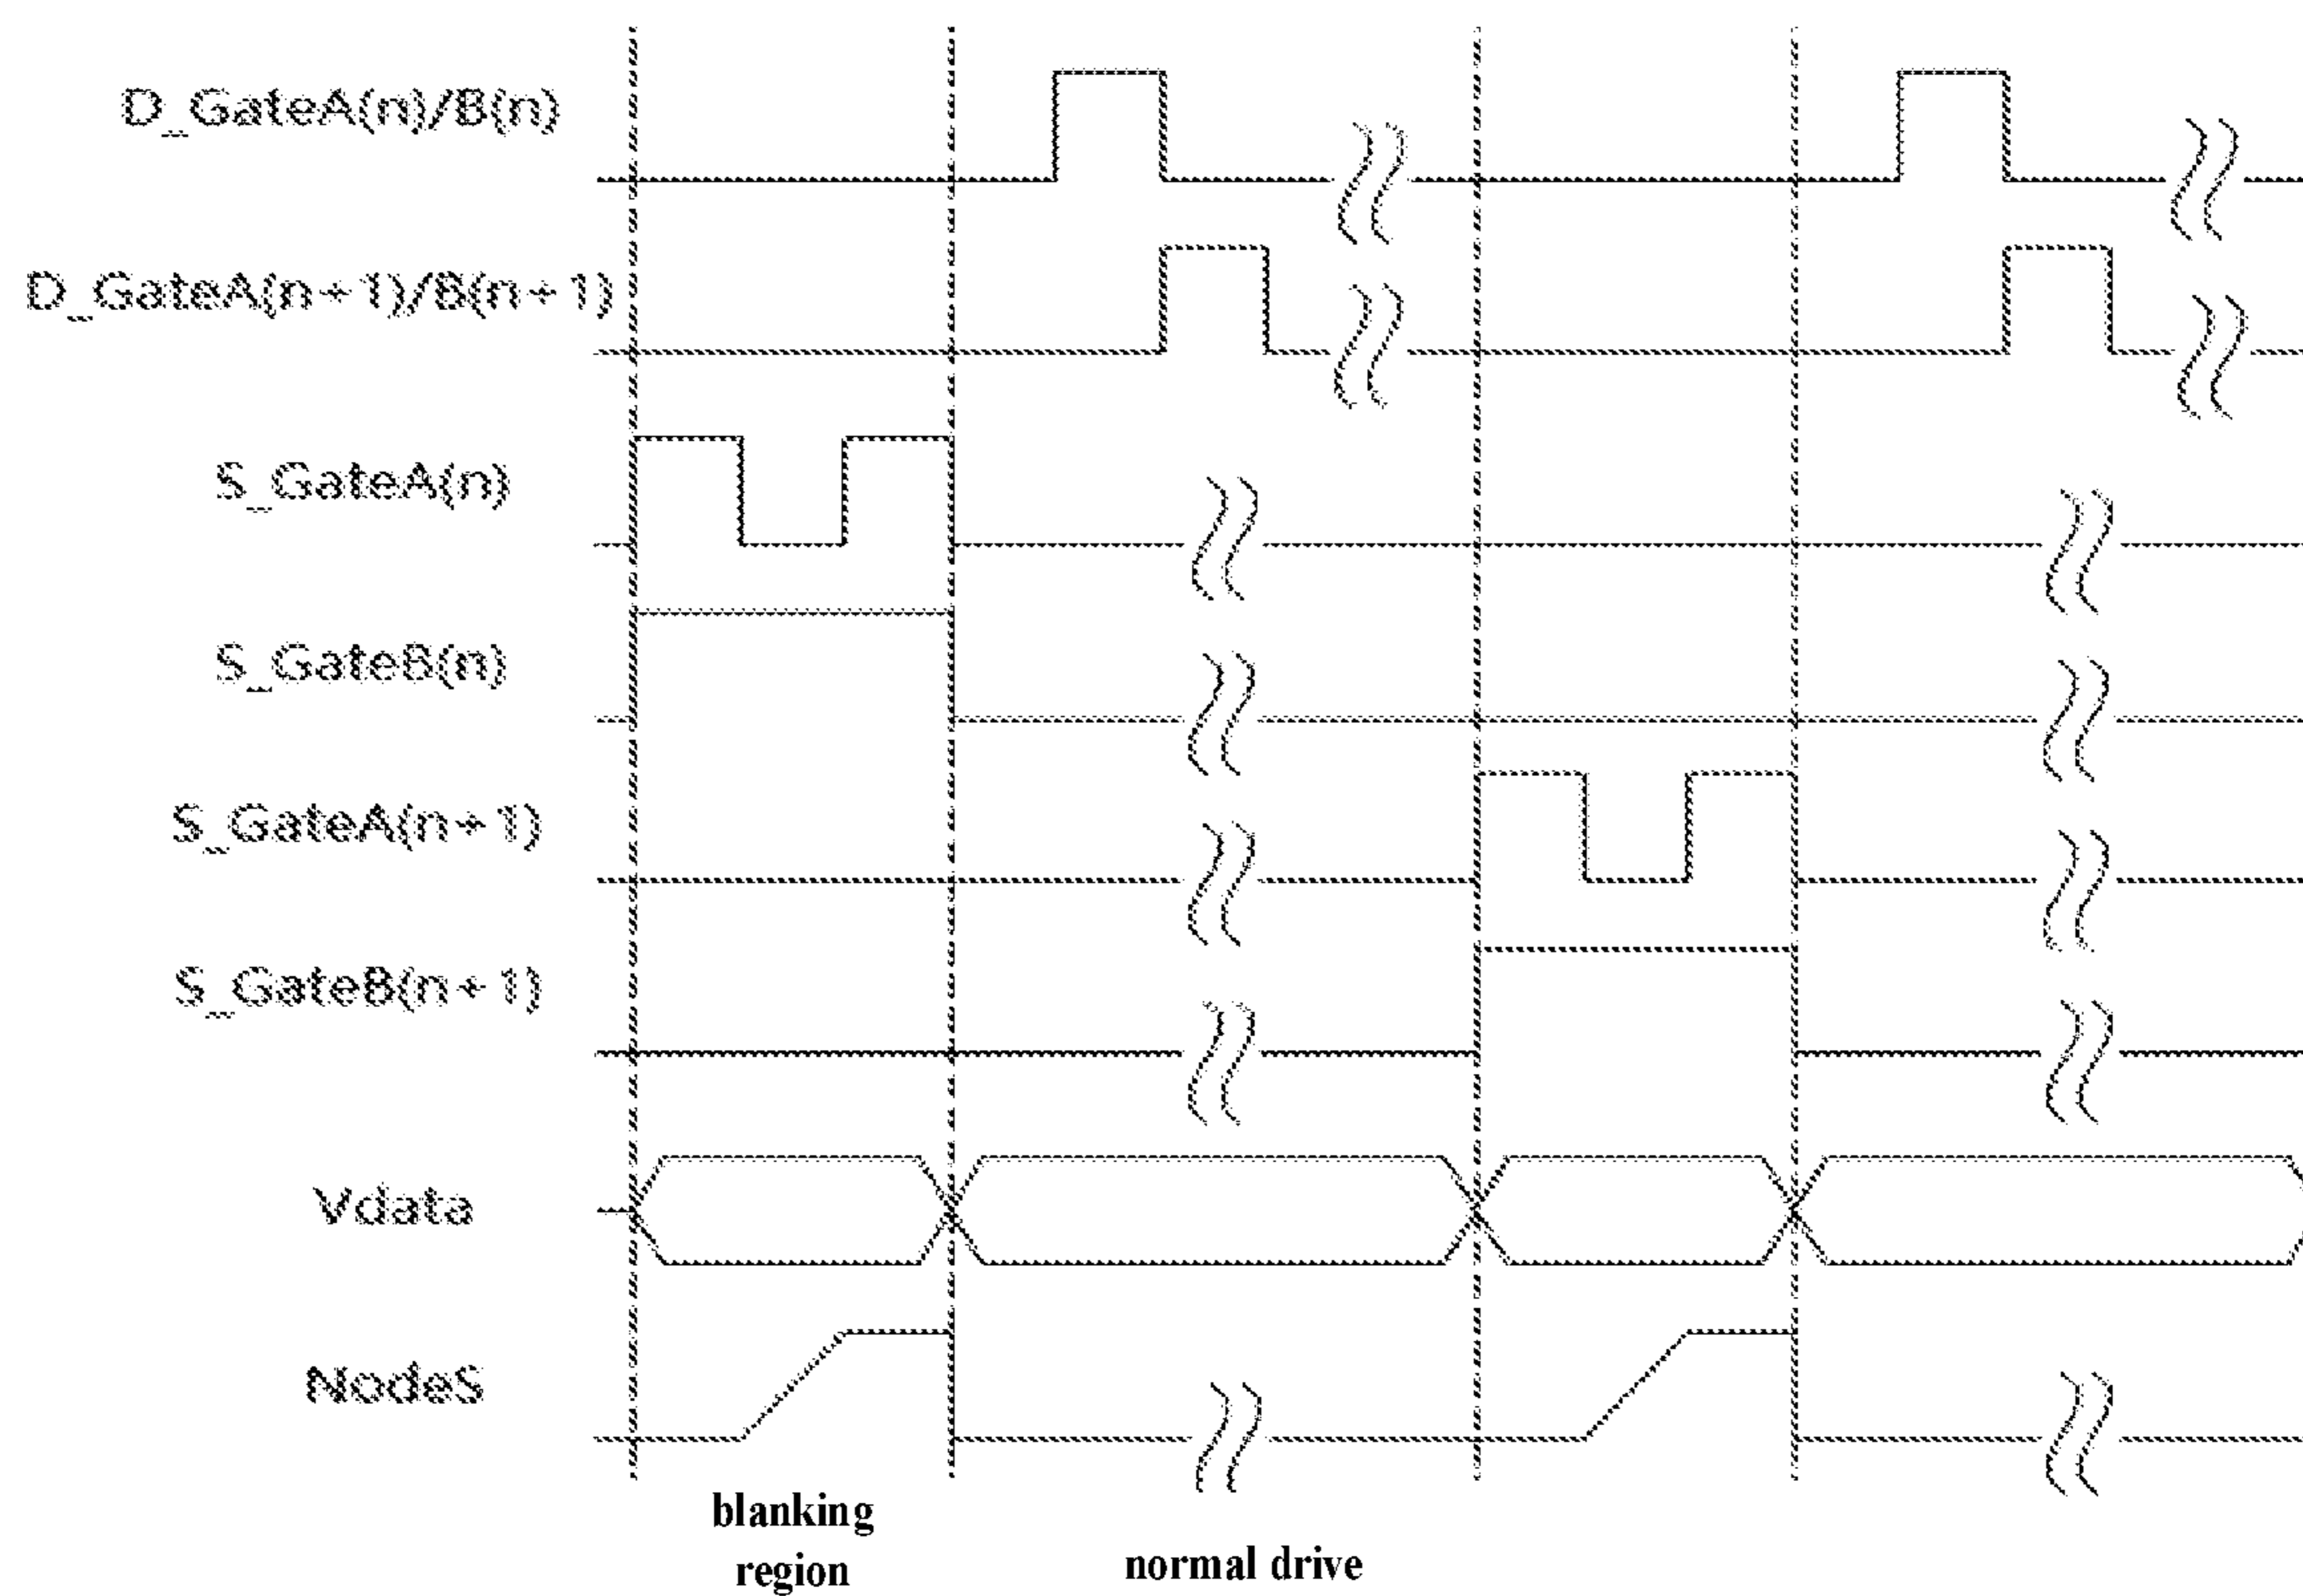 D_GateA(n)/B(n)
D_GateA(n+1)/B(n+1)
S_GateA(n)
S_GateB(n)
S_GateA(n+1)
S_GateB(n+1)
Vdata
NodeS
blanking
region
normal drive